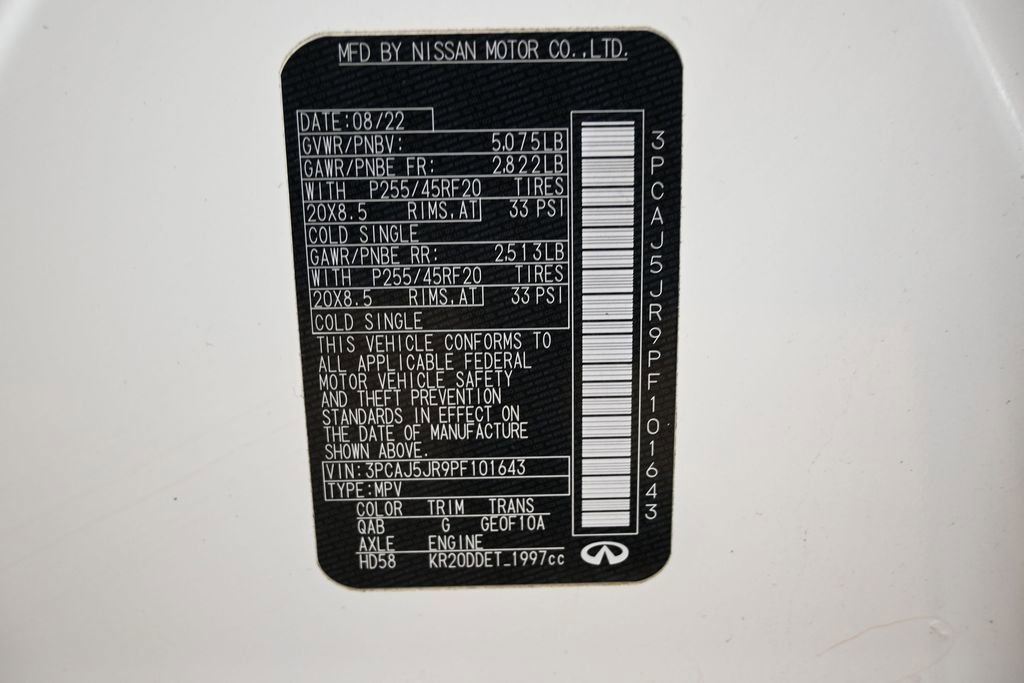 MFD BY NISSAN MOTOR CO.,LTD.
DATE:08/22
GVWR/PNBV: 5,075LB
GAWR/PNBE FR: 2,822LB
WITH P255/45RF20 TIRES
20X8.5 RIMS,AT 33 PSI
COLD SINGLE
GAWR/PNBE RR: 2,513LB
WITH P255/45RF20 TIRES
20X8.5 RIMS,AT 33 PSI
COLD SINGLE
THIS VEHICLE CONFORMS TO
ALL APPLICABLE FEDERAL
MOTOR VEHICLE SAFETY
AND THEFT PREVENTION
STANDARDS IN EFFECT ON
THE DATE OF MANUFACTURE
SHOWN ABOVE.
VIN:3PCAJ5JR9PF101643
TYPE:MPV
COLOR TRIM TRANS
QAB G GE0F10A
AXLE ENGINE
HD58 KR20DDET_1997cc
3PCAJ5JR9PF101643